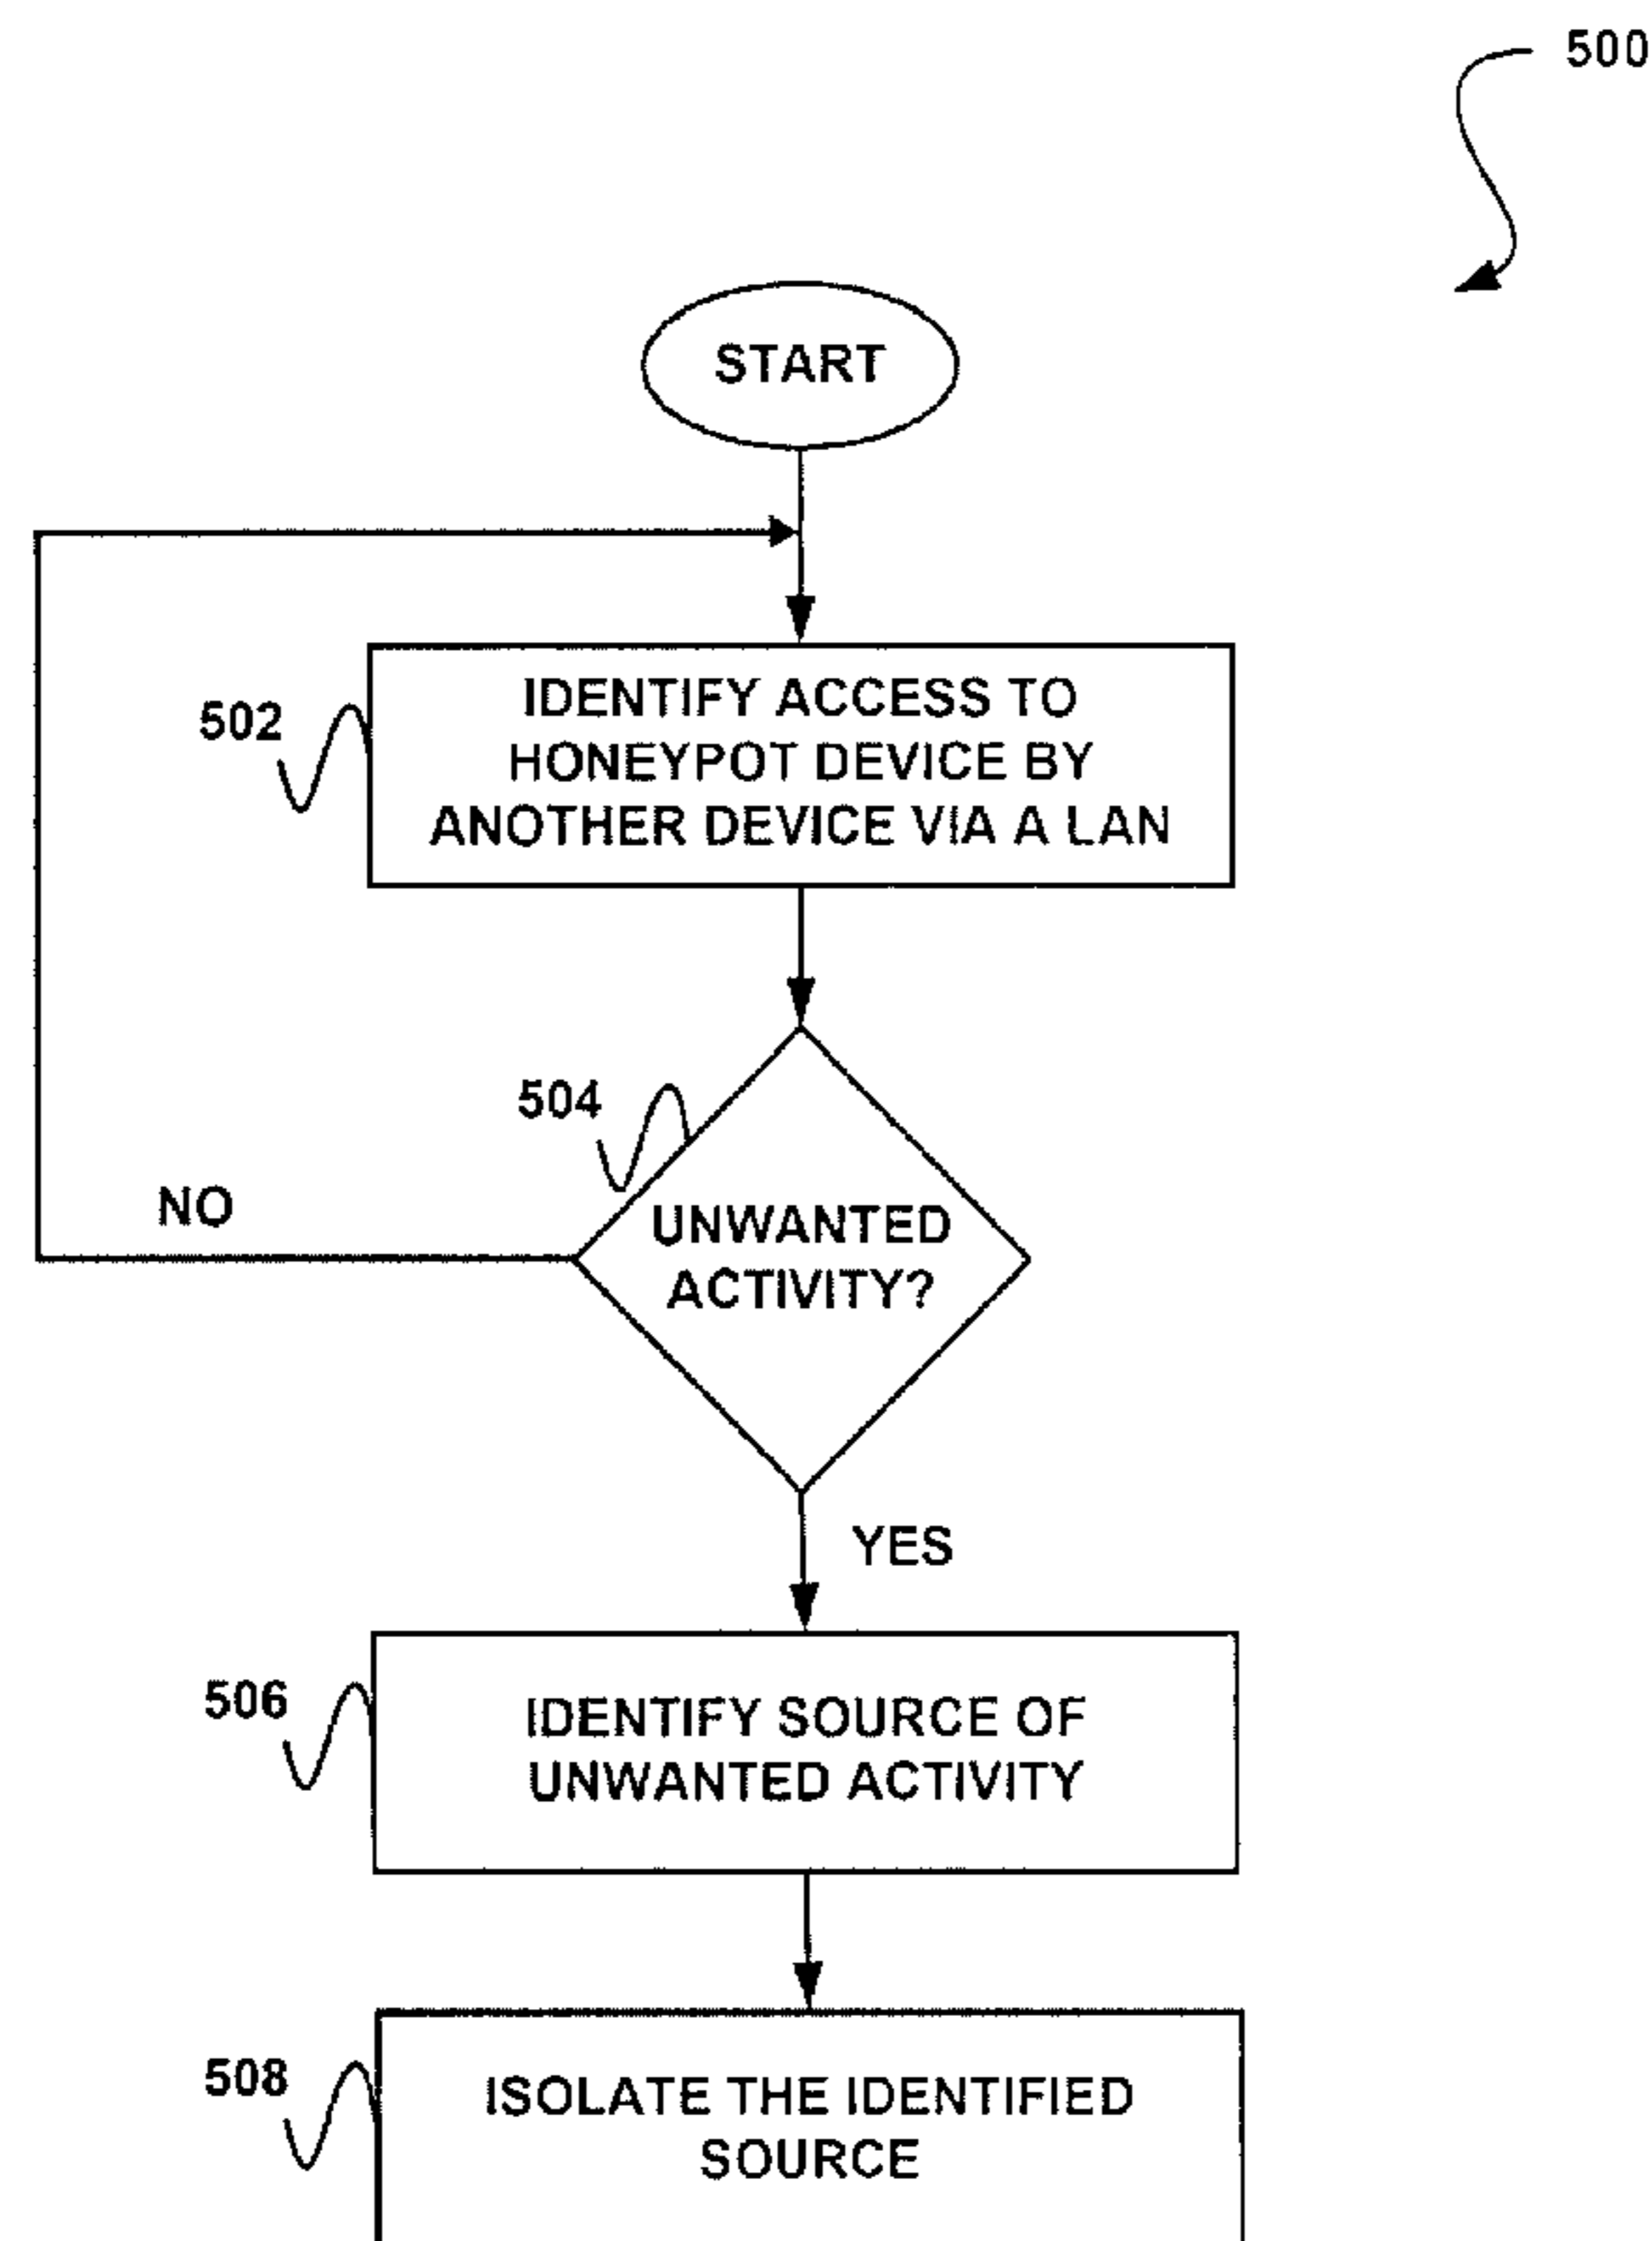 500
START
502
IDENTIFY ACCESS TO
HONEYPOT DEVICE BY
ANOTHER DEVICE VIA A LAN
504
NO
UNWANTED
ACTIVITY?
YES
506
IDENTIFY SOURCE OF
UNWANTED ACTIVITY
508
ISOLATE THE IDENTIFIED
SOURCE